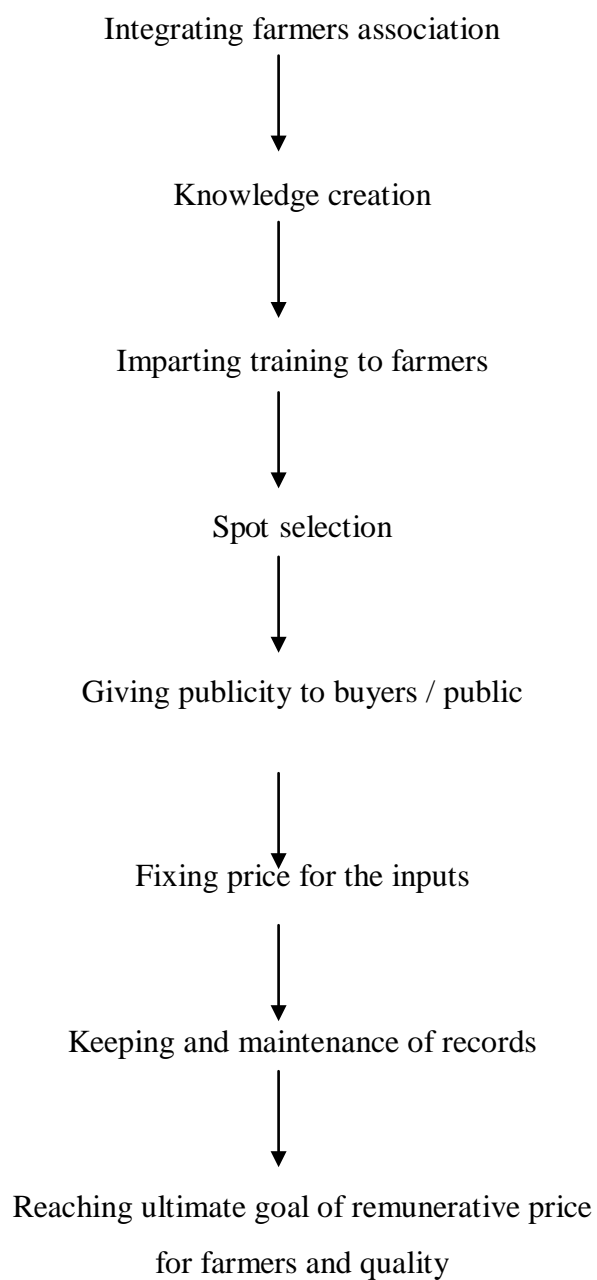 Integrating farmers association
Knowledge creation
Imparting training to farmers
Spot selection
Giving publicity to buyers / public
Fixing price for the inputs
Keeping and maintenance of records
Reaching ultimate goal of remunerative price
for farmers and quality